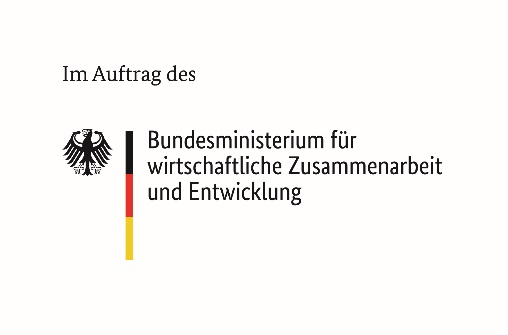 Im Auftrag des
Bundesministerium für
wirtschaftliche Zusammenarbeit
und Entwicklung